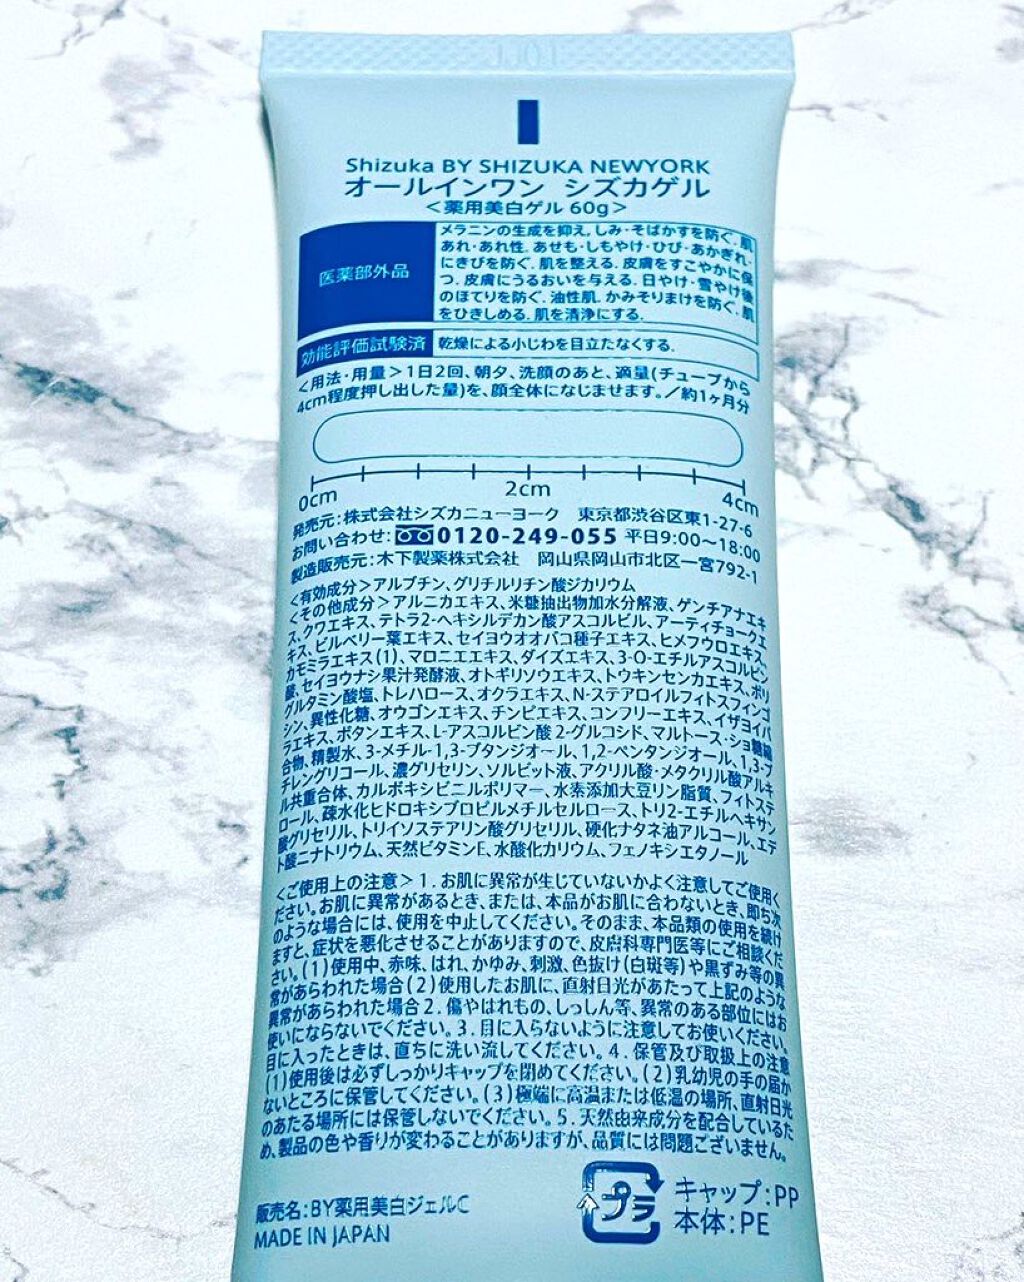 Shizuka BY SHIZUKA NEWYORK
オールインワン シズカゲル
＜薬用美白ゲル 60g＞
医薬部外品
メラニンの生成を抑え、しみ・そばかすを防ぐ。肌
あれ・あれ性。あせも・しもやけ・ひび・あかぎれ・
にきびを防ぐ。肌を整える。皮膚をすこやかに保
つ。皮膚にうるおいを与える。日やけ・雪やけ後
のほてりを防ぐ。油性肌。かみそりまけを防ぐ。肌
をひきしめる。肌を清浄にする。
効能評価試験済
乾燥による小じわを目立たなくする。
＜用法・用量＞1日2回、朝夕、洗顔のあと、適量(チューブから
4cm程度押し出した量)を、顔全体になじませます。／約1ヶ月分
0cm 2cm 4cm
発売元：株式会社シズカニューヨーク 東京都渋谷区東1-27-6
お問い合わせ：0120-249-055 平日9:00〜18:00
製造販売元：木下製薬株式会社 岡山県岡山市北区一宮792-1
＜有効成分＞アルブチン、グリチルリチン酸ジカリウム
＜その他成分＞アルニカエキス、米糠抽出物加水分解液、ゲンチアナエキ
ス、クワエキス、テトラ2-ヘキシルデカン酸アスコルビル、アーティチョークエ
キス、ビルベリー葉エキス、セイヨウオオバコ種子エキス、ヒメフウロエキス、
カモミラエキス(1)、マロニエエキス、ダイズエキス、3-O-エチルアスコルビン
酸、セイヨウナシ果汁発酵液、オトギリソウエキス、トウキンセンカエキス、ポリ
グルタミン酸塩、トレハロース、オクラエキス、N-ステアロイルフィトスフィンゴ
シン、異性化糖、オウゴンエキス、チンピエキス、コンフリーエキス、イザヨイバ
ラエキス、ボタンエキス、L-アスコルビン酸2-グルコシド、マルトース・ショ糖縮
合物、精製水、3-メチル-1,3-ブタンジオール、1,2-ペンタンジオール、1,3-ブ
チレングリコール、濃グリセリン、ソルビット液、アクリル酸・メタクリル酸アルキ
ル共重合体、カルボキシビニルポリマー、水素添加大豆リン脂質、フィトステ
ロール、疎水化ヒドロキシプロピルメチルセルロース、トリ2-エチルヘキサン
酸グリセリル、トリイソステアリン酸グリセリル、硬化ナタネ油アルコール、エデ
ト酸二ナトリウム、天然ビタミンE、水酸化カリウム、フェノキシエタノール
＜ご使用上の注意＞1．お肌に異常が生じていないかよく注意してご使用く
ださい。お肌に異常があるとき、または、本品がお肌に合わないとき、即ち次
のような場合には、使用を中止してください。そのまま、本品類の使用を続け
ますと、症状を悪化させることがありますので、皮膚科専門医等にご相談くだ
さい。(1)使用中、赤味、はれ、かゆみ、刺激、色抜け(白斑等)や黒ずみ等の異
常があらわれた場合(2)使用したお肌に、直射日光があたって上記のような
異常があらわれた場合2．傷やはれもの、しっしん等、異常のある部位にはお
使いにならないでください。3．目に入らないように注意してお使いください。
目に入ったときは、直ちに洗い流してください。4．保管及び取扱上の注意
(1)使用後は必ずしっかりキャップを閉めてください。(2)乳幼児の手の届か
ないところに保管してください。(3)極端に高温または低温の場所、直射日光
のあたる場所には保管しないでください。5．天然由来成分を配合しているた
め、製品の色や香りが変わることがありますが、品質には問題ございません。
販売名：BY薬用美白ジェルC
MADE IN JAPAN
プラ
キャップ：PP
本体：PE